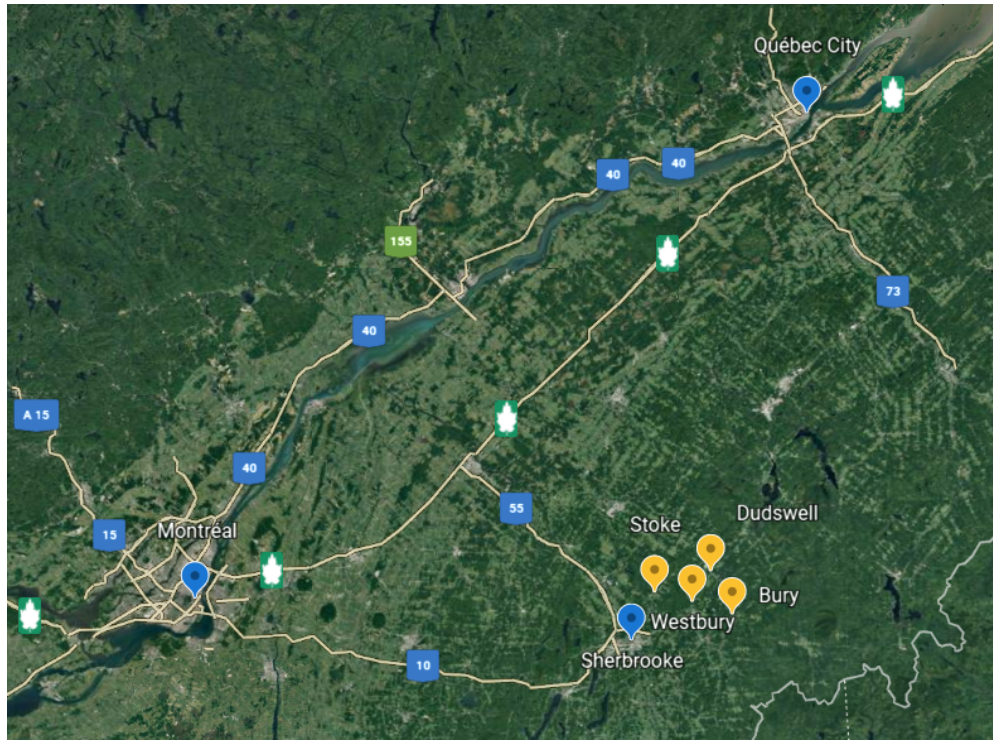 Québec City
40
40
155
73
40
A 15
40
55
Dudswell
Stoke
Montréal
15
Bury
Westbury
Sherbrooke
10